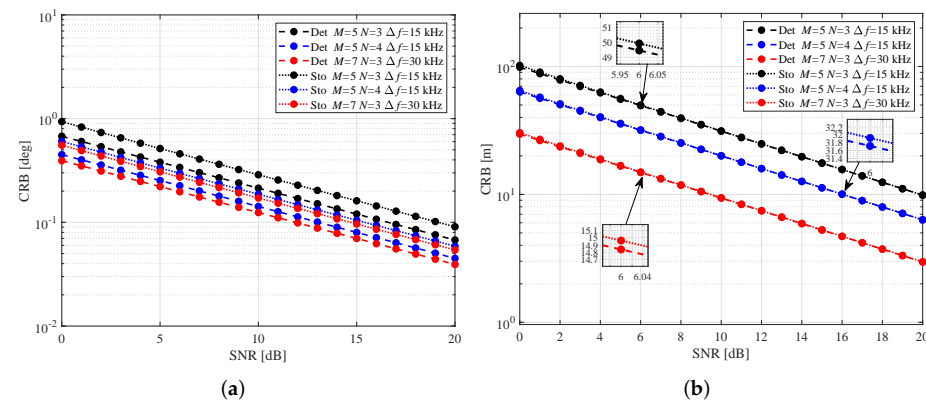 10^1
10^0
10^-1
10^-2
CRB [deg]
0
5
10
15
20
SNR [dB]
Det M=5 N=3 Δf=15 kHz
Det M=5 N=4 Δf=15 kHz
Det M=7 N=3 Δf=30 kHz
Sto M=5 N=3 Δf=15 kHz
Sto M=5 N=4 Δf=15 kHz
Sto M=7 N=3 Δf=30 kHz
(a)
10^2
10^1
10^0
CRB [m]
0
2
4
6
8
10
12
14
16
18
20
SNR [dB]
Det M=5 N=3 Δf=15 kHz
Det M=5 N=4 Δf=15 kHz
Det M=7 N=3 Δf=30 kHz
Sto M=5 N=3 Δf=15 kHz
Sto M=5 N=4 Δf=15 kHz
Sto M=7 N=3 Δf=30 kHz
51
50
49
5.95 6 6.05
32.2
32
31.8
31.6
31.4
6
15.1
15
14.9
14.8
14.7
6 6.04
(b)